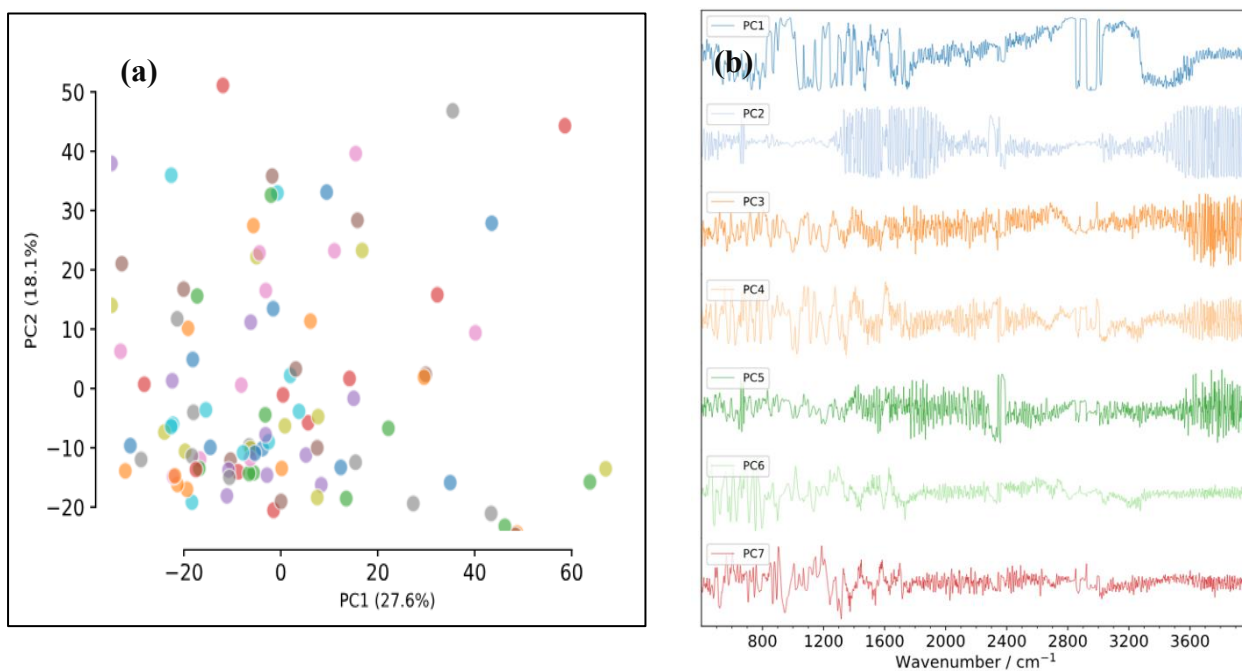 (a)
50
40
30
20
10
0
−10
−20
PC2 (18.1%)
−20 0 20 40 60
PC1 (27.6%)
(b)
PC1
PC2
PC3
PC4
PC5
PC6
PC7
800 1200 1600 2000 2400 2800 3200 3600
Wavenumber / cm⁻¹